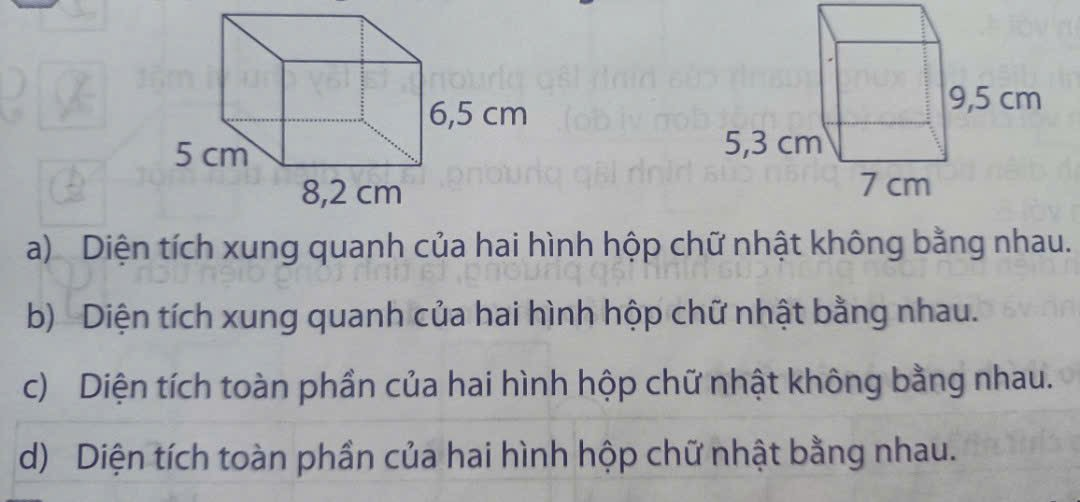 6,5 cm
5 cm
8,2 cm
9,5 cm
5,3 cm
7 cm
a) Diện tích xung quanh của hai hình hộp chữ nhật không bằng nhau.
b) Diện tích xung quanh của hai hình hộp chữ nhật bằng nhau.
c) Diện tích toàn phần của hai hình hộp chữ nhật không bằng nhau.
d) Diện tích toàn phần của hai hình hộp chữ nhật bằng nhau.